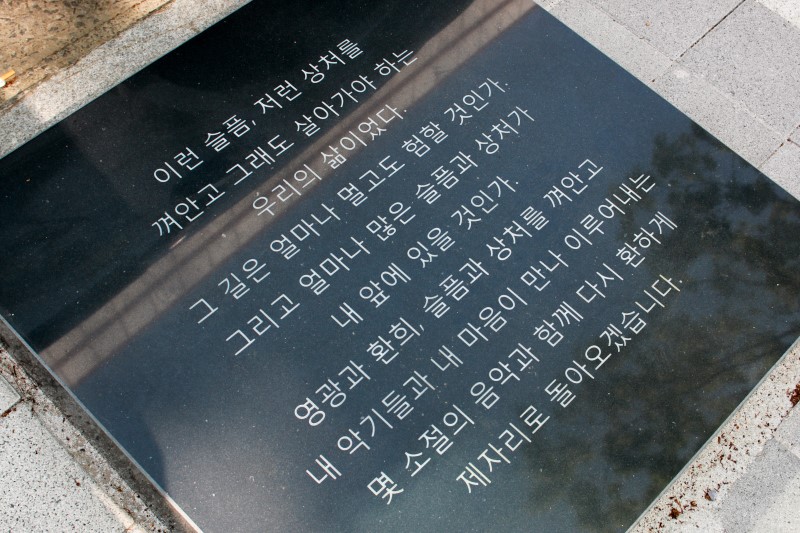 이런 슬픔, 저런 상처를
껴안고 그래도 살아가야 하는
우리의 삶이었다.
그 길은 얼마나 멀고도 험할 것인가.
그리고 얼마나 많은 슬픔과 상처가
내 앞에 있을 것인가.
영광과 환희, 슬픔과 상처를 껴안고
내 악기들과 내 마음이 만나 이루어내는
몇 소절의 음악과 함께 다시 환하게
제자리로 돌아오겠습니다.